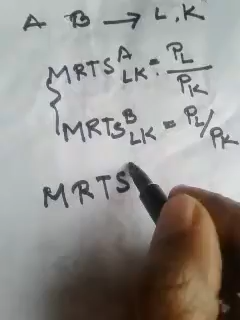 A B → L, K
MRTS^A_LK = P_L / P_K
MRTS^B_LK = P_L / P_K
MRTS